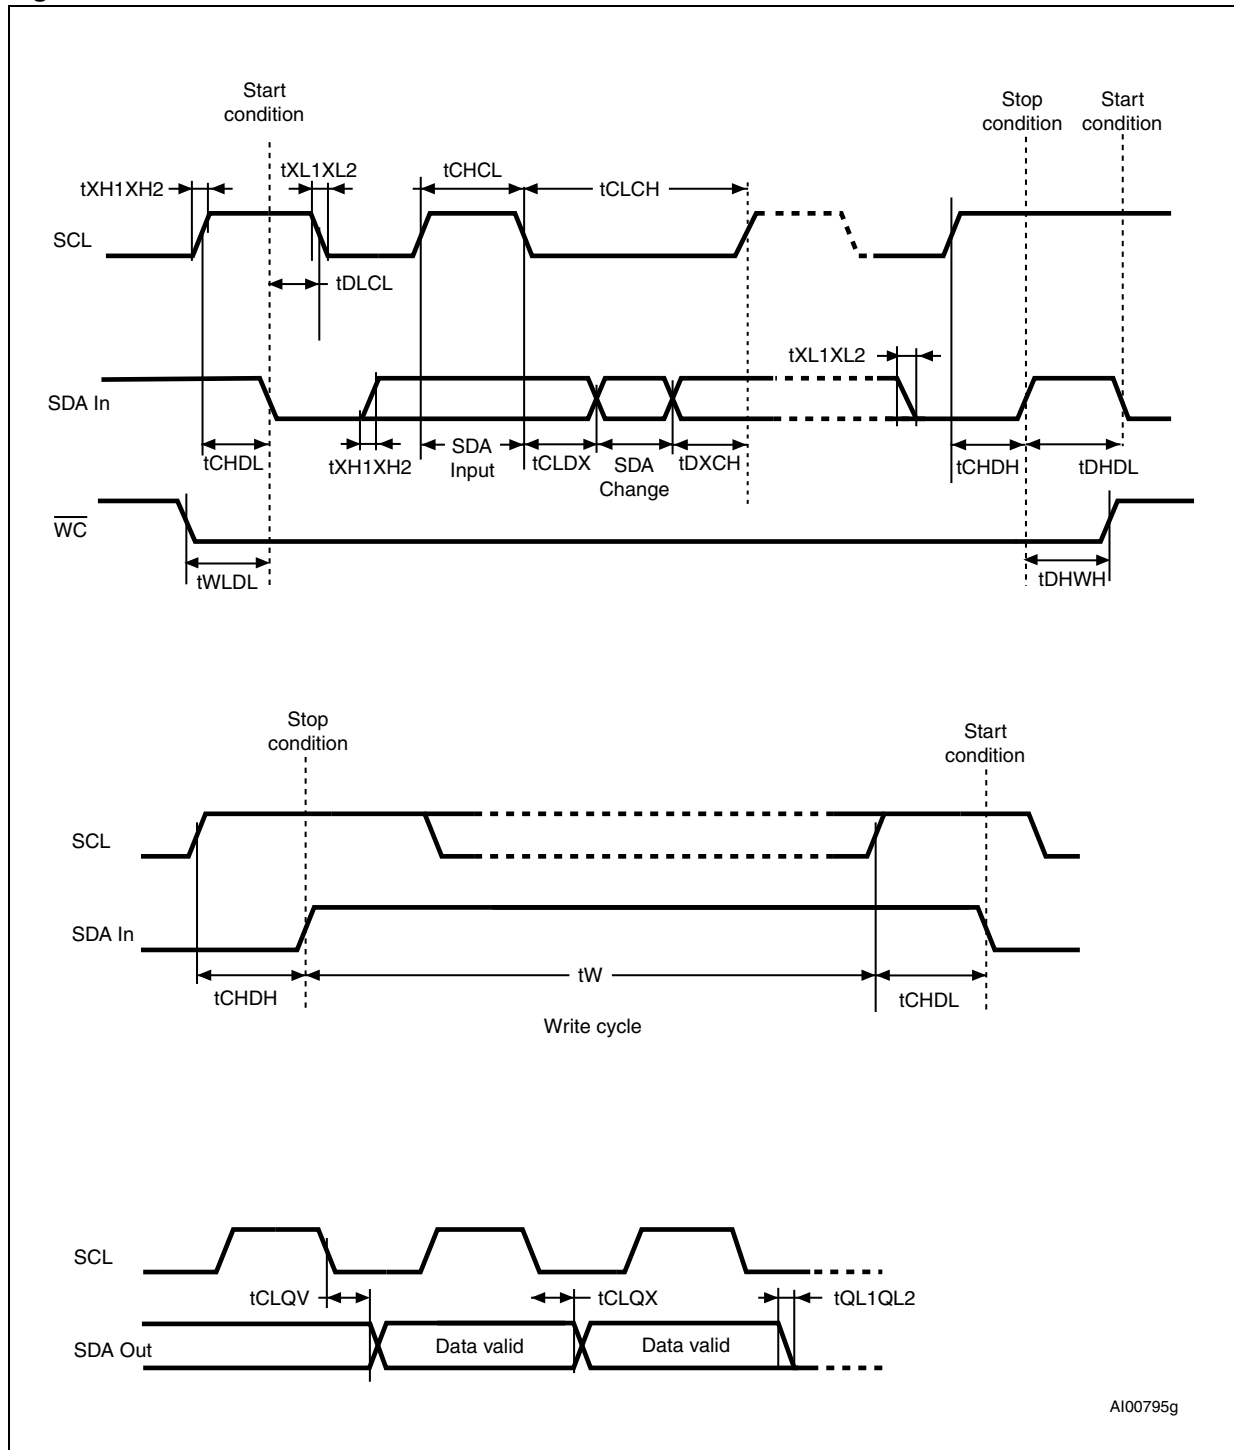 Start
condition
Stop
condition
Start
condition
tXH1XH2
tXL1XL2
tCHCL
tCLCH
SCL
tDLCL
tXL1XL2
SDA In
tCHDL
tXH1XH2
SDA
Input
tCLDX
SDA
Change
tDXCH
tCHDH
tDHDL
WC
tWLDL
tDHWH
Stop
condition
Start
condition
SCL
SDA In
tCHDH
tW
tCHDL
Write cycle
SCL
tCLQV
tCLQX
tQL1QL2
SDA Out
Data valid
Data valid
AI00795g